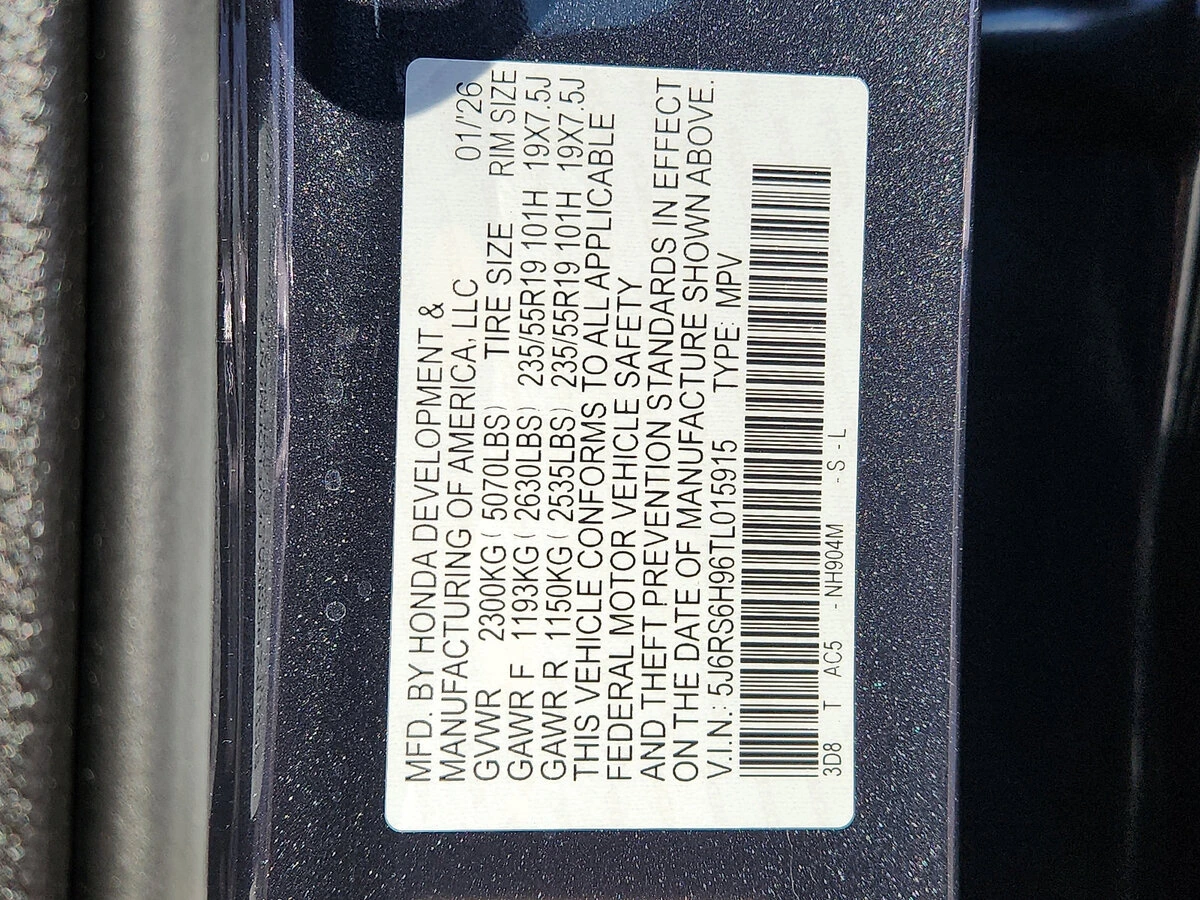 MFD. BY HONDA DEVELOPMENT &
MANUFACTURING OF AMERICA, LLC 01/'26
GVWR 2300KG ( 5070LBS) TIRE SIZE RIM SIZE
GAWR F 1193KG ( 2630LBS) 235/55R19 101H 19X7.5J
GAWR R 1150KG ( 2535LBS) 235/55R19 101H 19X7.5J
THIS VEHICLE CONFORMS TO ALL APPLICABLE
FEDERAL MOTOR VEHICLE SAFETY
AND THEFT PREVENTION STANDARDS IN EFFECT
ON THE DATE OF MANUFACTURE SHOWN ABOVE.
V.I.N.: 5J6RS6H96TL015915 TYPE: MPV
3D8 T AC5 - NH904M - S - L